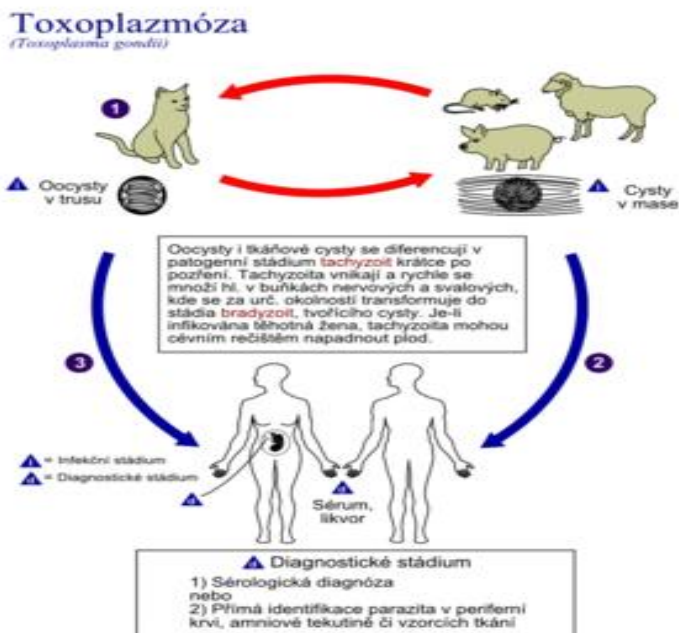 Toxoplazmóza
(Toxoplasma gondii)
1
i Oocysty
v trusu
i Cysty
v mase
Oocysty i tkáňové cysty se diferencují v
patogenní stádium tachyzoit krátce po
pozření. Tachyzoita vnikají a rychle se
množí hl. v buňkách nervových a svalových,
kde se za urč. okolností transformuje do
stádia bradyzoit, tvořícího cysty. Je-li
infikována těhotná žena, tachyzoita mohou
cévním řečištěm napadnout plod.
3
2
i = Infekční stádium
d = Diagnostické stádium
d
d
Sérum,
likvor
d Diagnostické stádium
1) Sérologická diagnóza
nebo
2) Přímá identifikace parazita v periferní
krvi, amniové tekutině či vzorcích tkání